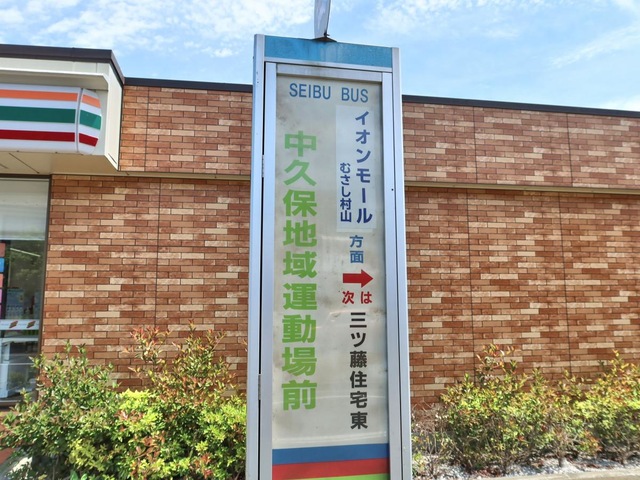 SEIBU BUS
イオンモール
むさし村山
方面
次は
三ツ藤住宅東
中久保地域運動場前